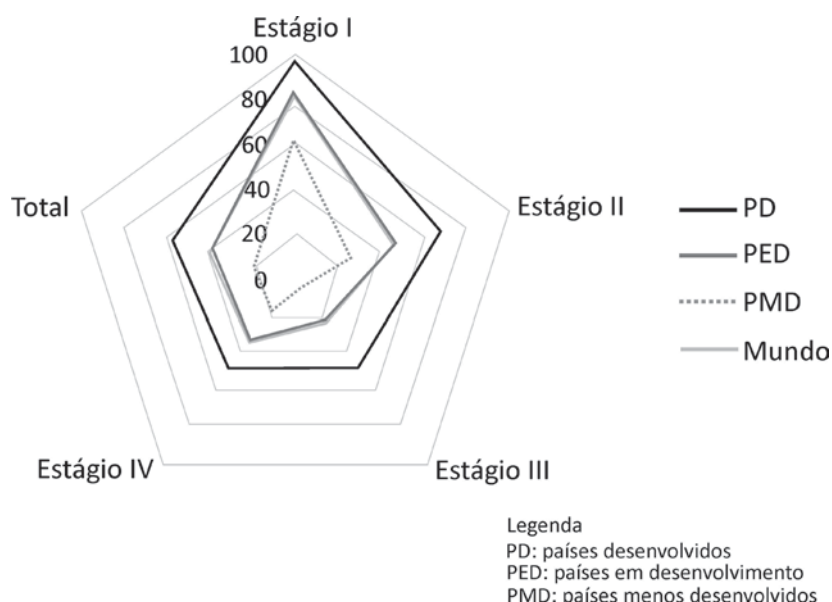 Estágio I
100
80
60
40
20
0
Total
Estágio II
Estágio IV
Estágio III
PD
PED
PMD
Mundo
Legenda
PD: países desenvolvidos
PED: países em desenvolvimento
PMD: países menos desenvolvidos